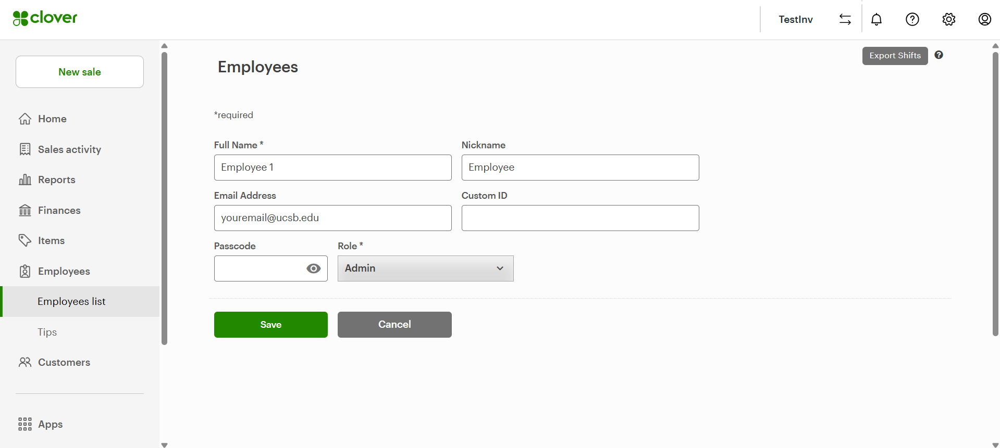 clover
TestInv
New sale
Home
Sales activity
Reports
Finances
Items
Employees
Employees list
Tips
Customers
Apps
Employees
Export Shifts
*required
Full Name *
Nickname
Employee 1
Employee
Email Address
Custom ID
youremail@ucsb.edu
Passcode
Role *
Admin
Save
Cancel